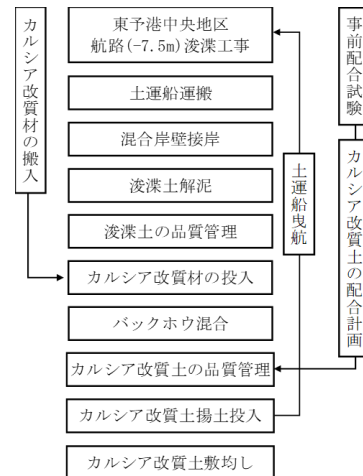 カルシア改質材の搬入
東予港中央地区
航路(-7.5m)浚渫工事
土運船運搬
混合岸壁接岸
浚渫土解泥
浚渫土の品質管理
カルシア改質材の投入
バックホウ混合
カルシア改質土の品質管理
カルシア改質土揚土投入
カルシア改質土敷均し
土運船曳航
事前配合試験
カルシア改質土の配合計画